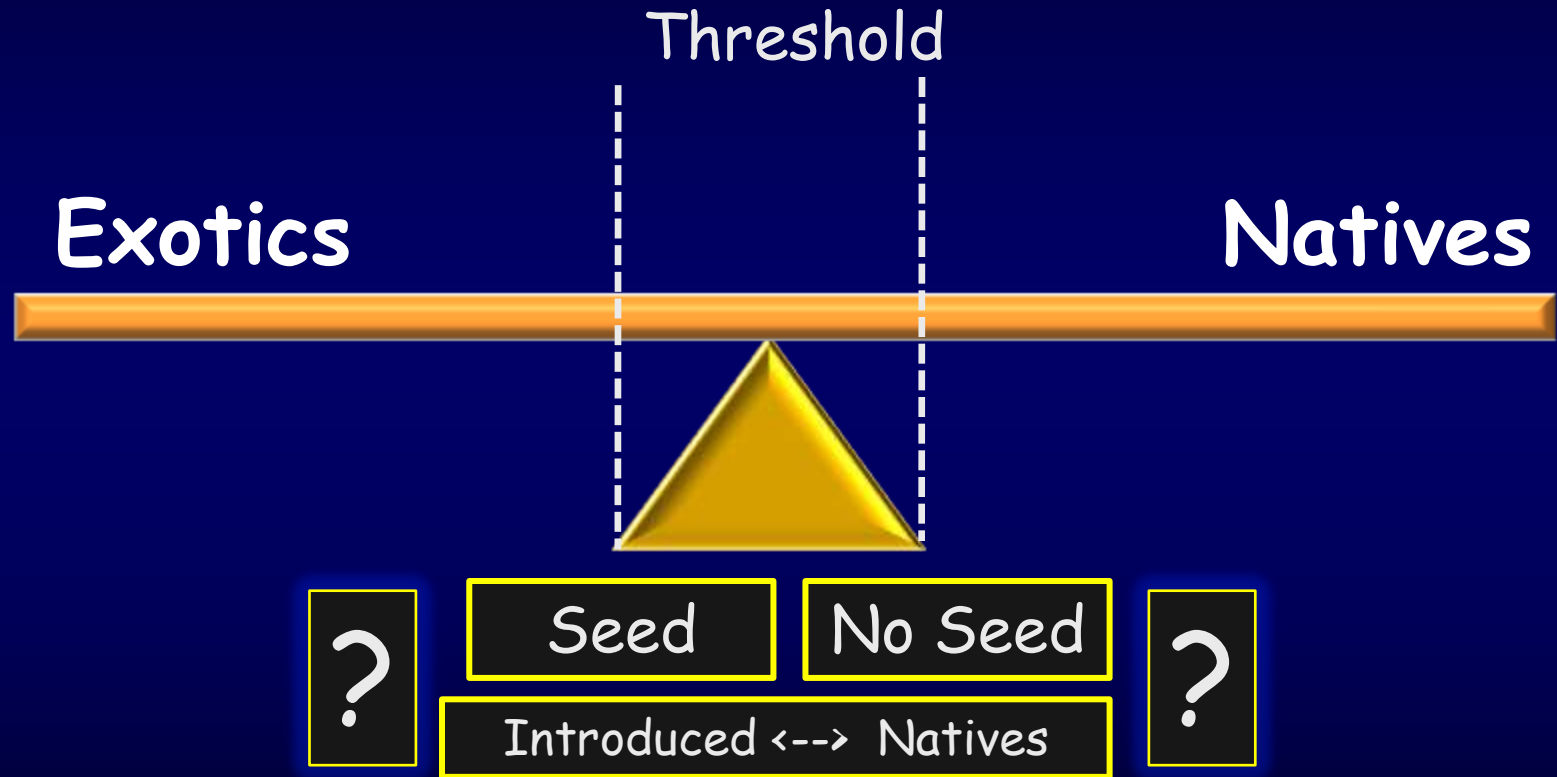 Threshold
Exotics
Natives
Seed
No Seed
?
?
Introduced <--> Natives